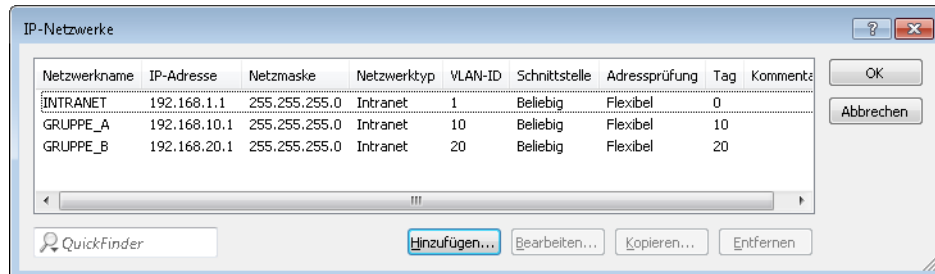 IP-Netzwerke
Netzwerkname IP-Adresse Netzmaske Netzwerktyp VLAN-ID Schnittstelle Adressprüfung Tag Kommenta
INTRANET 192.168.1.1 255.255.255.0 Intranet 1 Beliebig Flexibel 0
GRUPPE_A 192.168.10.1 255.255.255.0 Intranet 10 Beliebig Flexibel 10
GRUPPE_B 192.168.20.1 255.255.255.0 Intranet 20 Beliebig Flexibel 20
OK
Abbrechen
QuickFinder Hinzufügen... Bearbeiten... Kopieren... Entfernen